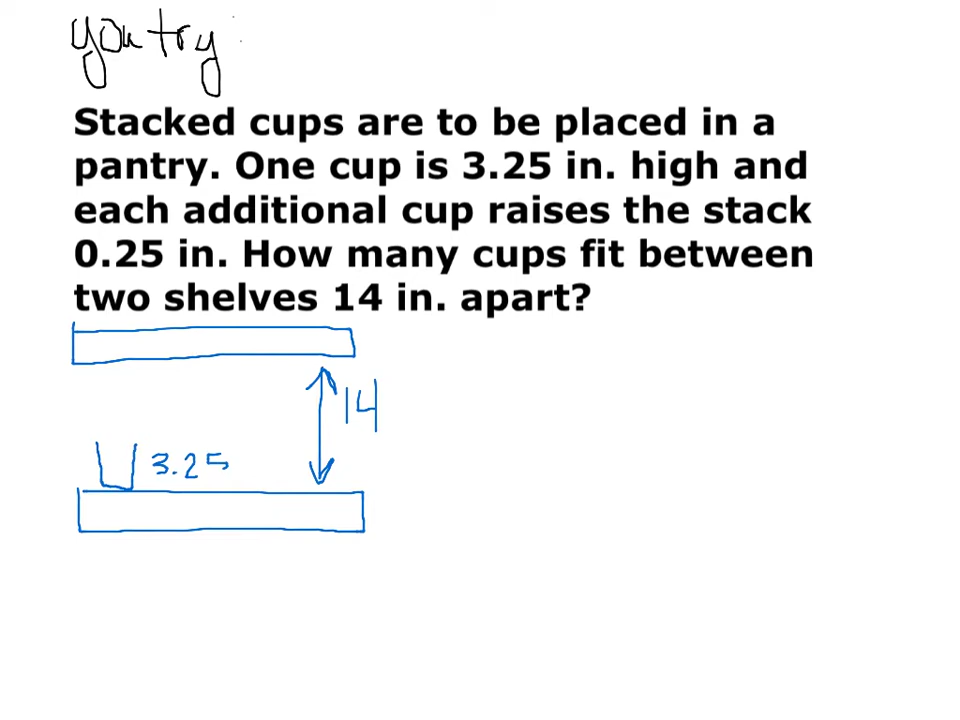 you try
Stacked cups are to be placed in a
pantry. One cup is 3.25 in. high and
each additional cup raises the stack
0.25 in. How many cups fit between
two shelves 14 in. apart?
14
3.25